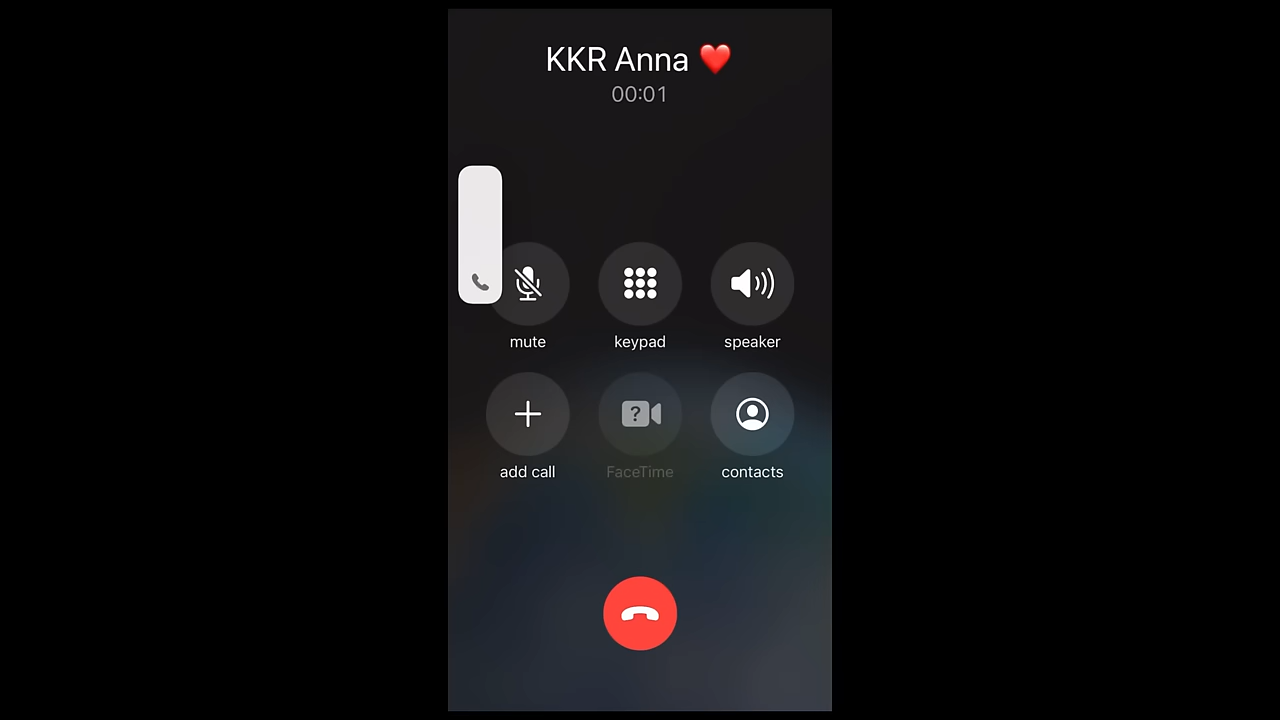 KKR Anna ❤️
00:01
mute keypad speaker
add call FaceTime contacts